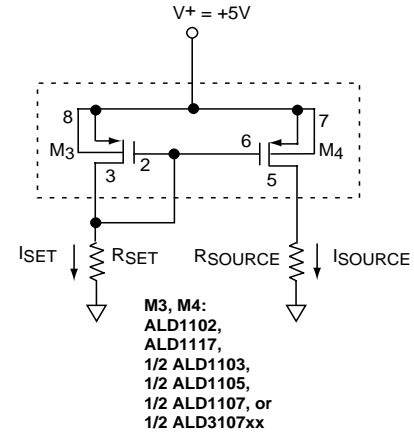 V+ = +5V
8
7
M3
2
6
M4
3
5
ISET
RSET
RSOURCE
ISOURCE
M3, M4:
ALD1102,
ALD1117,
1/2 ALD1103,
1/2 ALD1105,
1/2 ALD1107, or
1/2 ALD3107xx